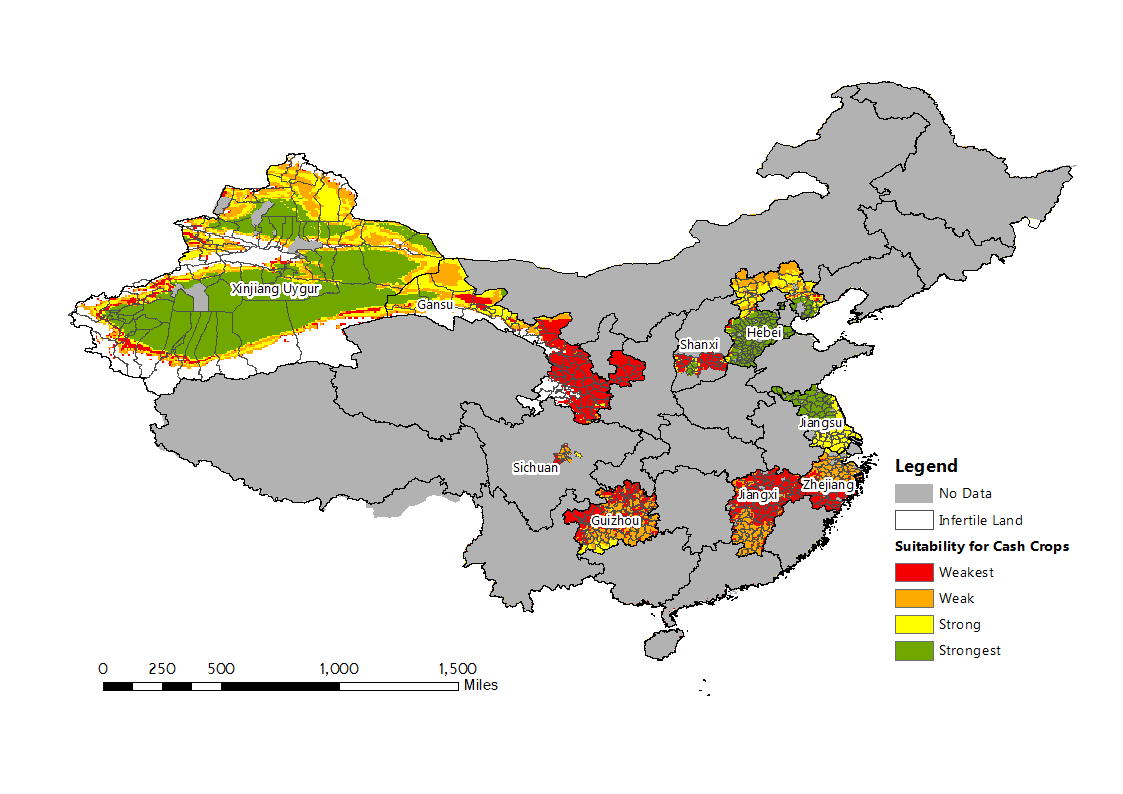 Xinjiang Uygur
Gansu
Shanxi
Hebei
Jiangsu
Sichuan
Zhejiang
Jiangxi
Guizhou
Legend
No Data
Infertile Land
Suitability for Cash Crops
Weakest
Weak
Strong
Strongest
0 250 500 1,000 1,500
Miles